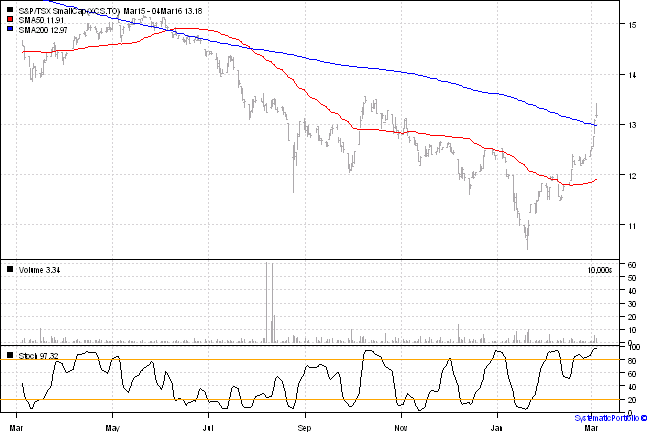 S&P/TSX SmallCap(XCS.TO) Mar15 - 04Mar16 13.18
SMA50 11.91
SMA200 12.97
15
14
13
12
11
Volume 3.34
10,000s
60
50
40
30
20
10
0
Stoch 97.32
100
80
60
40
20
0
Mar May Jul Sep Nov Jan Mar
SystematicPortfolio ©